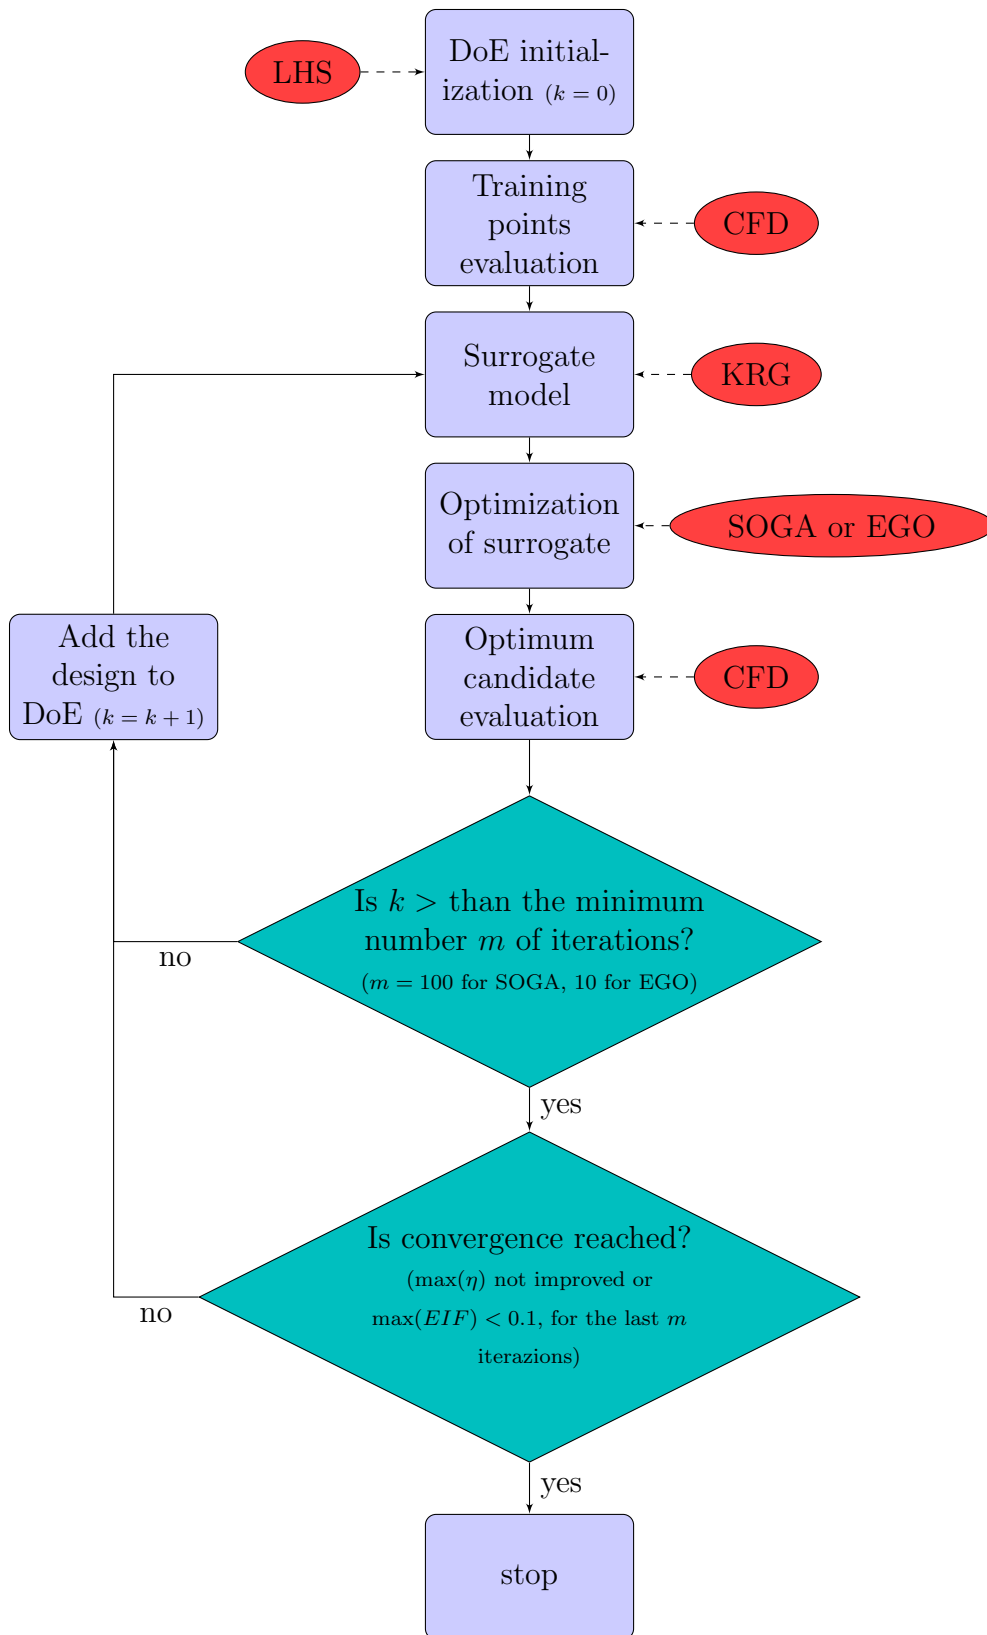 LHS
DoE initial-
ization (k = 0)
Training
points
evaluation
CFD
Surrogate
model
KRG
Optimization
of surrogate
SOGA or EGO
Add the
design to
DoE (k = k + 1)
Optimum
candidate
evaluation
CFD
Is k > than the minimum
number m of iterations?
(m = 100 for SOGA, 10 for EGO)
no
yes
Is convergence reached?
(max(η) not improved or
max(EIF) < 0.1, for the last m
iterazions)
no
yes
stop